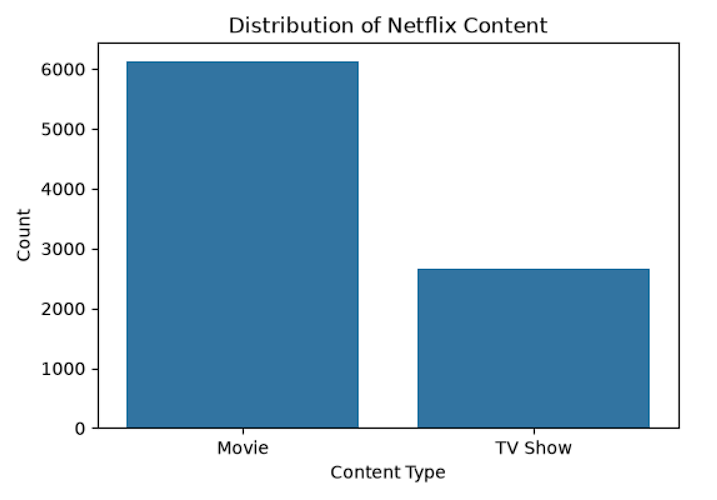 Distribution of Netflix Content
6000
5000
4000
3000
2000
1000
0
Count
Movie
TV Show
Content Type